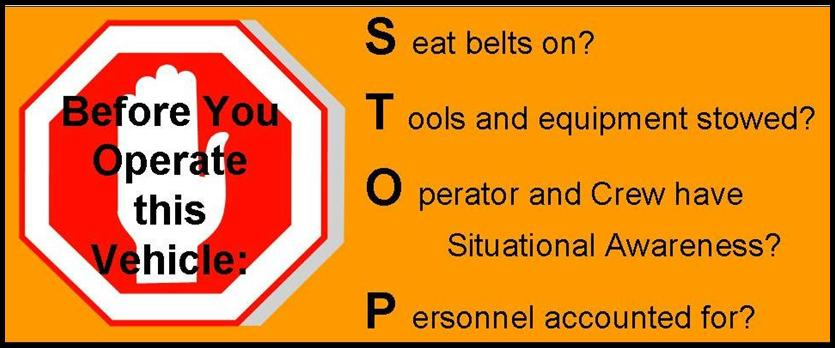 Before You
Operate
this
Vehicle:
S eat belts on?
T ools and equipment stowed?
O perator and Crew have
Situational Awareness?
P ersonnel accounted for?